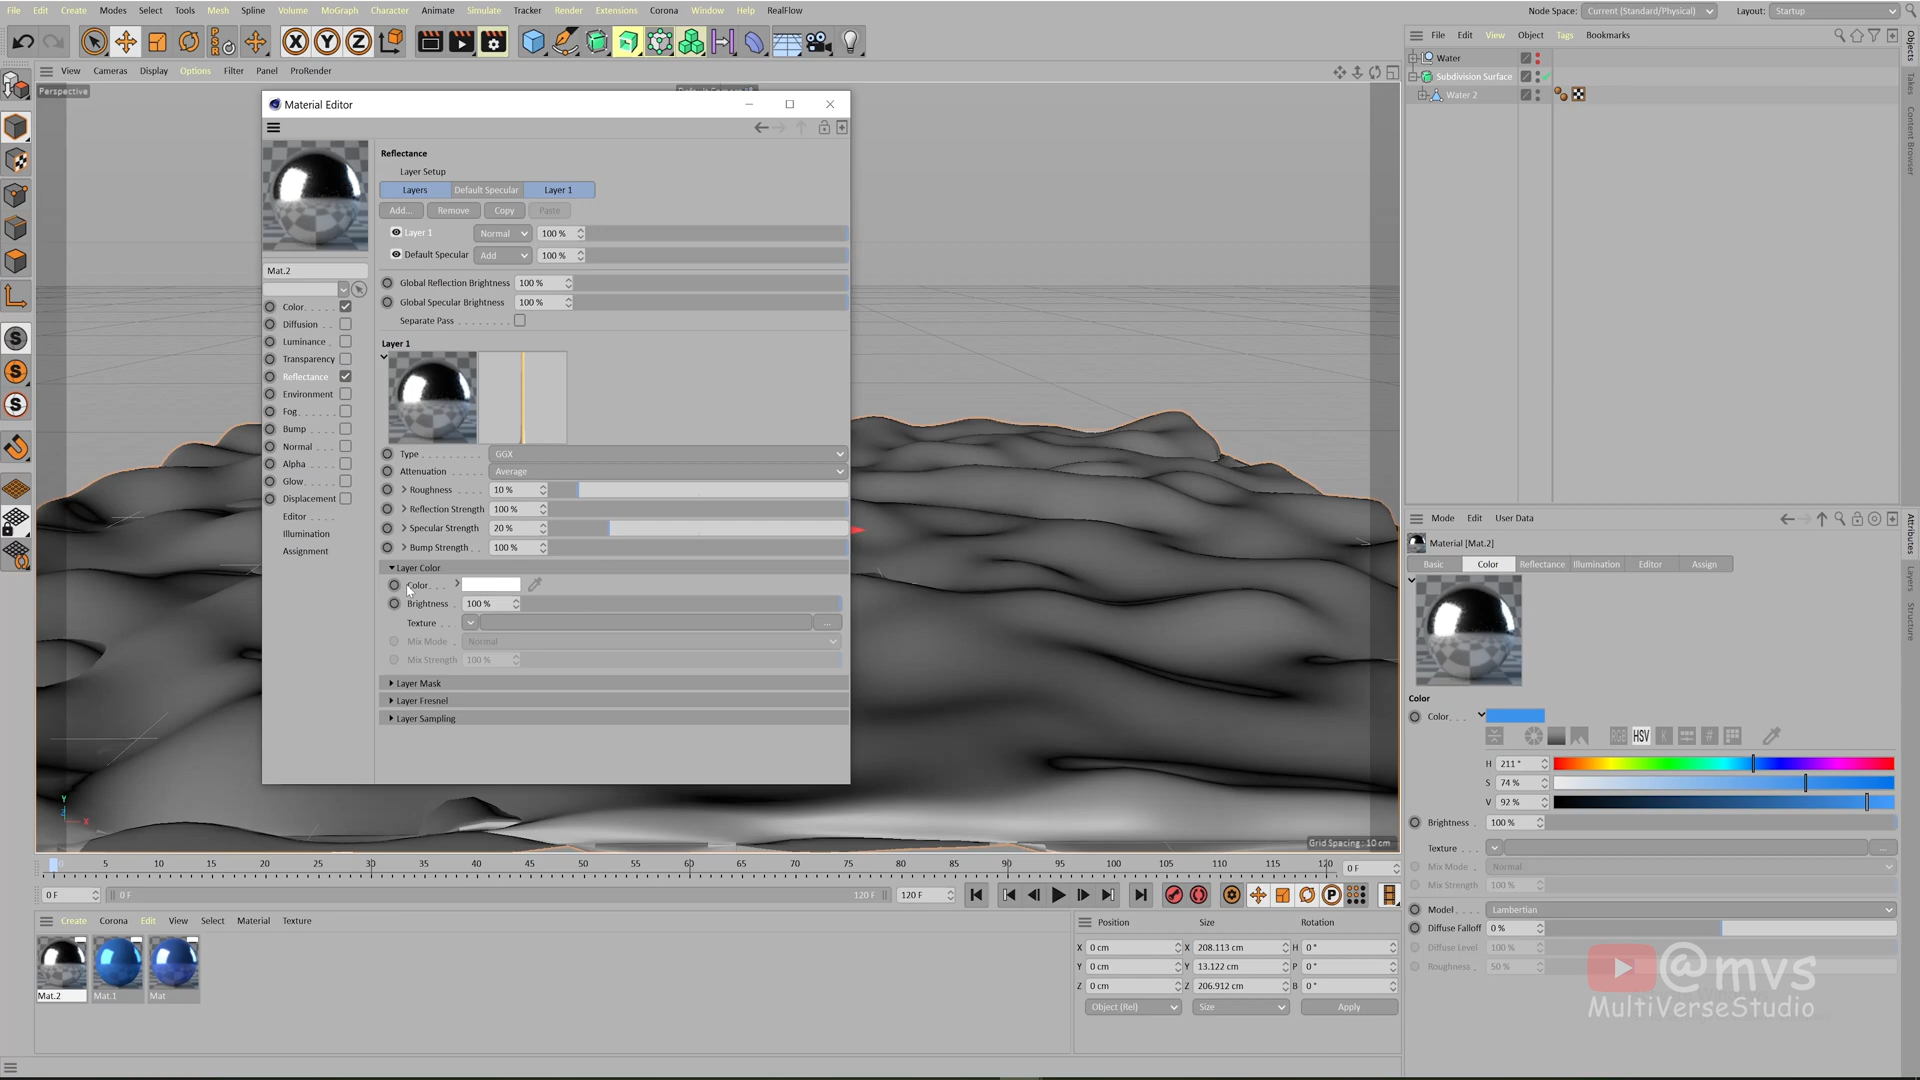 File Edit Create Modes Select Tools Mesh Spline Volume MoGraph Character Animate Simulate Tracker Render Extensions Corona Window Help RealFlow
Node Space: Current (Standard/Physical) Layout: Startup
View Cameras Display Options Filter Panel ProRender
Perspective
Material Editor
Mat.2
Color
Diffusion
Luminance
Transparency
Reflectance
Environment
Fog
Bump
Normal
Alpha
Glow
Displacement
Editor
Illumination
Assignment
Reflectance
Layer Setup
Layers Default Specular Layer 1
Add... Remove Copy Paste
Layer 1 Normal 100 %
Default Specular Add 100 %
Global Reflection Brightness 100 %
Global Specular Brightness 100 %
Separate Pass
Layer 1
Type GGX
Attenuation Average
Roughness 10 %
Reflection Strength 100 %
Specular Strength 20 %
Bump Strength 100 %
Layer Color
Color
Brightness 100 %
Texture ...
Mix Mode Normal
Mix Strength 100 %
Layer Mask
Layer Fresnel
Layer Sampling
Y
Z
X
Grid Spacing : 10 cm
0 5 10 15 20 25 30 35 40 45 50 55 60 65 70 75 80 85 90 95 100 105 110 115 120 0 F
0 F 0 F 120 F 120 F
Create Corona Edit View Select Material Texture
Mat.2 Mat.1 Mat
Position Size Rotation
X 0 cm X 208.113 cm H 0 °
Y 0 cm Y 13.122 cm P 0 °
Z 0 cm Z 206.912 cm B 0 °
Object (Rel) Size Apply
File Edit View Object Tags Bookmarks
Water
Subdivision Surface
Water 2
Objects
Takes
Content Browser
Mode Edit User Data
Material [Mat.2]
Basic Color Reflectance Illumination Editor Assign
Color
Color
RGB HSV K #
H 211 °
S 74 %
V 92 %
Brightness 100 %
Texture ...
Mix Mode Normal
Mix Strength 100 %
Model Lambertian
Diffuse Falloff 0 %
Diffuse Level 100 %
Roughness 50 %
Attributes
Layers
Structure
@mvs
MultiVerseStudio